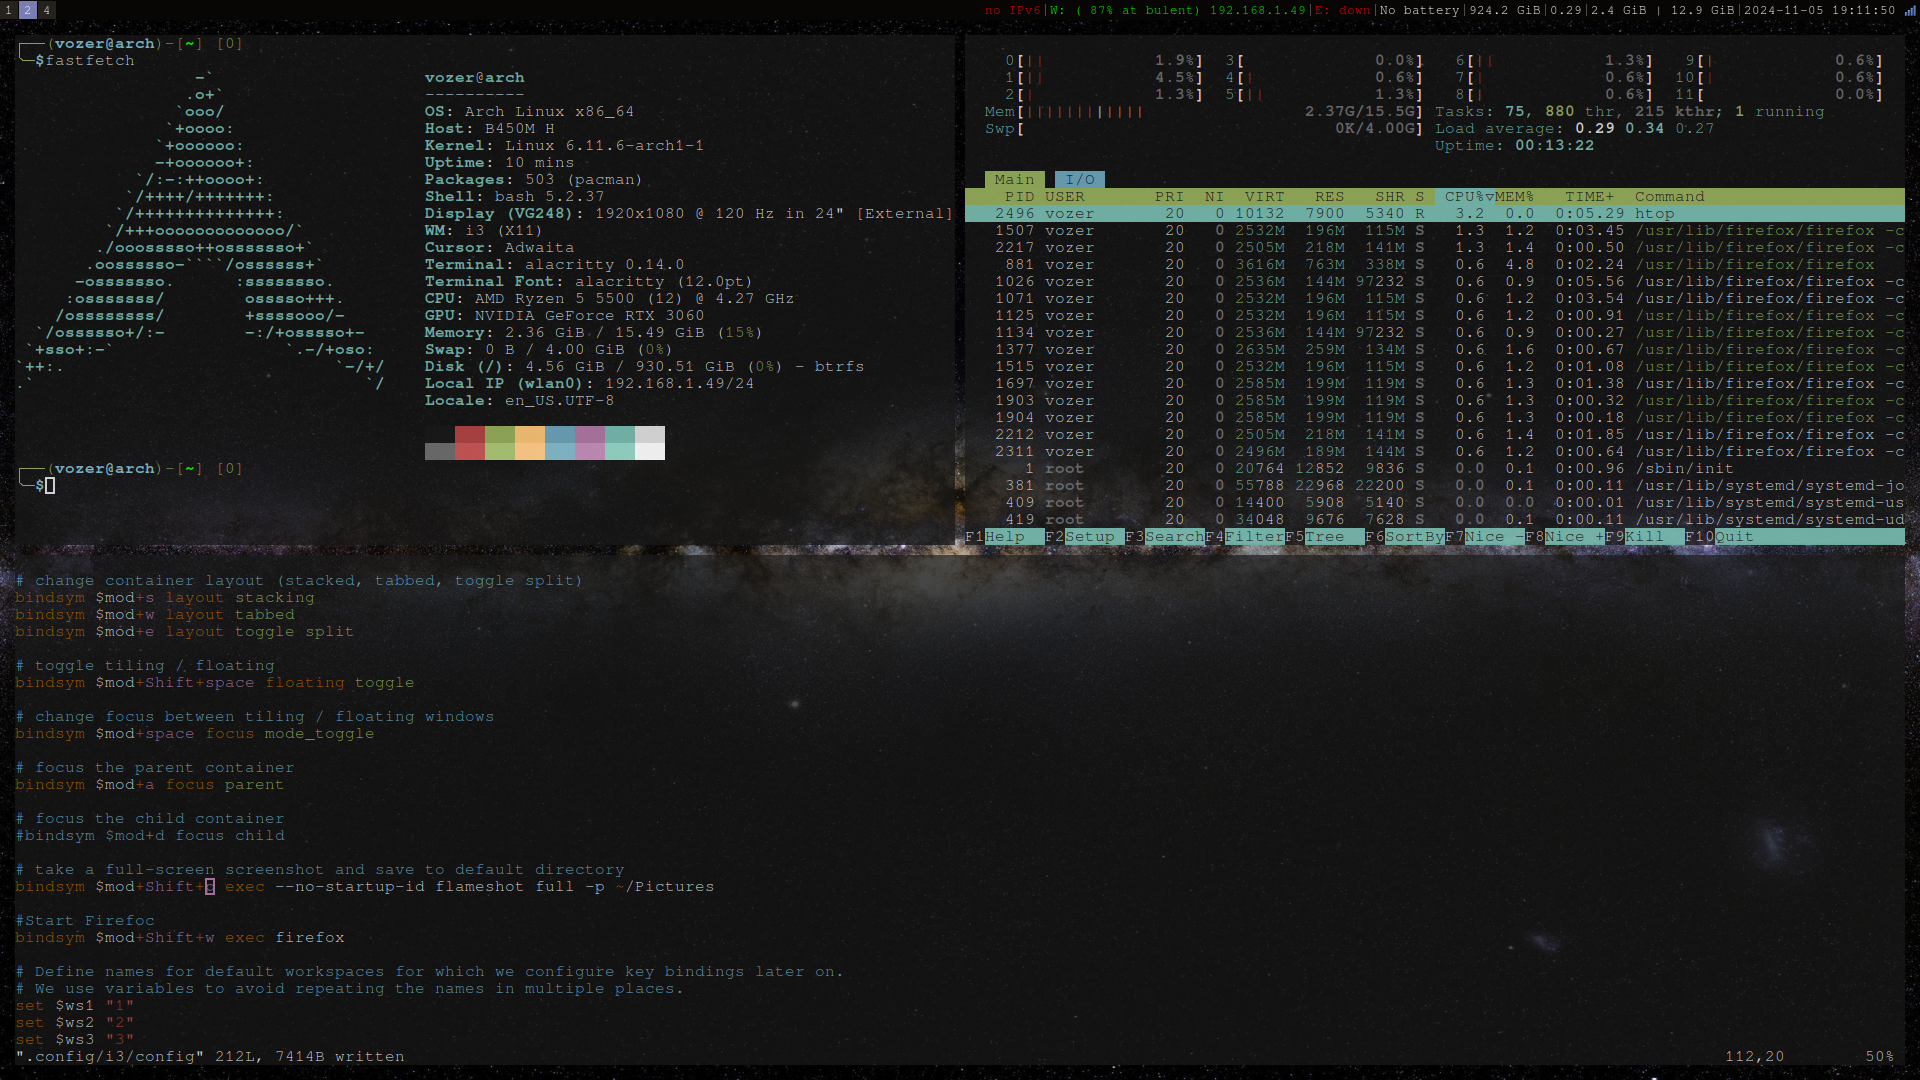 1 2 4
no IPv6|W: ( 87% at bulent) 192.168.1.49|E: down|No battery|924.2 GiB|0.29|2.4 GiB | 12.9 GiB|2024-11-05 19:11:50
(vozer@arch)-[~] [0]
$fastfetch
-`
.o+`
`ooo/
`+oooo:
`+oooooo:
-+oooooo+:
`/:-:++oooo+:
`/++++/+++++++:
`/++++++++++++++:
`/+++ooooooooooooo/`
./ooosssso++osssssso+`
.oossssso-````/ossssss+`
-osssssso. :ssssssso.
:osssssss/ osssso+++.
/ossssssss/ +ssssooo/-
`/ossssso+/:- -:/+osssso+-
`+sso+:-` `.-/+oso:
`++:. `-/+/
.` `/
vozer@arch
----------
OS: Arch Linux x86_64
Host: B450M H
Kernel: Linux 6.11.6-arch1-1
Uptime: 10 mins
Packages: 503 (pacman)
Shell: bash 5.2.37
Display (VG248): 1920x1080 @ 120 Hz in 24" [External]
WM: i3 (X11)
Cursor: Adwaita
Terminal: alacritty 0.14.0
Terminal Font: alacritty (12.0pt)
CPU: AMD Ryzen 5 5500 (12) @ 4.27 GHz
GPU: NVIDIA GeForce RTX 3060
Memory: 2.36 GiB / 15.49 GiB (15%)
Swap: 0 B / 4.00 GiB (0%)
Disk (/): 4.56 GiB / 930.51 GiB (0%) - btrfs
Local IP (wlan0): 192.168.1.49/24
Locale: en_US.UTF-8
(vozer@arch)-[~] [0]
$
0[|| 1.9%] 3[ 0.0%] 6[|| 1.3%] 9[| 0.6%]
1[|| 4.5%] 4[| 0.6%] 7[| 0.6%] 10[| 0.6%]
2[| 1.3%] 5[|| 1.3%] 8[| 0.6%] 11[ 0.0%]
Mem[|||||||||||| 2.37G/15.5G] Tasks: 75, 880 thr, 215 kthr; 1 running
Swp[ 0K/4.00G] Load average: 0.29 0.34 0.27
Uptime: 00:13:22
Main I/O
PID USER PRI NI VIRT RES SHR S CPU%▽MEM% TIME+ Command
2496 vozer 20 0 10132 7900 5340 R 3.2 0.0 0:05.29 htop
1507 vozer 20 0 2532M 196M 115M S 1.3 1.2 0:03.45 /usr/lib/firefox/firefox -c
2217 vozer 20 0 2505M 218M 141M S 1.3 1.4 0:00.50 /usr/lib/firefox/firefox -c
881 vozer 20 0 3616M 763M 338M S 0.6 4.8 0:02.24 /usr/lib/firefox/firefox
1026 vozer 20 0 2536M 144M 97232 S 0.6 0.9 0:05.56 /usr/lib/firefox/firefox -c
1071 vozer 20 0 2532M 196M 115M S 0.6 1.2 0:03.54 /usr/lib/firefox/firefox -c
1125 vozer 20 0 2532M 196M 115M S 0.6 1.2 0:00.91 /usr/lib/firefox/firefox -c
1134 vozer 20 0 2536M 144M 97232 S 0.6 0.9 0:00.27 /usr/lib/firefox/firefox -c
1377 vozer 20 0 2635M 259M 134M S 0.6 1.6 0:00.67 /usr/lib/firefox/firefox -c
1515 vozer 20 0 2532M 196M 115M S 0.6 1.2 0:01.08 /usr/lib/firefox/firefox -c
1697 vozer 20 0 2585M 199M 119M S 0.6 1.3 0:01.38 /usr/lib/firefox/firefox -c
1903 vozer 20 0 2585M 199M 119M S 0.6 1.3 0:00.32 /usr/lib/firefox/firefox -c
1904 vozer 20 0 2585M 199M 119M S 0.6 1.3 0:00.18 /usr/lib/firefox/firefox -c
2212 vozer 20 0 2505M 218M 141M S 0.6 1.4 0:01.85 /usr/lib/firefox/firefox -c
2311 vozer 20 0 2496M 189M 144M S 0.6 1.2 0:00.64 /usr/lib/firefox/firefox -c
1 root 20 0 20764 12852 9836 S 0.0 0.1 0:00.96 /sbin/init
381 root 20 0 55788 22968 22200 S 0.0 0.1 0:00.11 /usr/lib/systemd/systemd-jo
409 root 20 0 14400 5908 5140 S 0.0 0.0 0:00.01 /usr/lib/systemd/systemd-us
419 root 20 0 34048 9676 7628 S 0.0 0.1 0:00.11 /usr/lib/systemd/systemd-ud
F1Help F2Setup F3SearchF4FilterF5Tree F6SortByF7Nice -F8Nice +F9Kill F10Quit
# change container layout (stacked, tabbed, toggle split)
bindsym $mod+s layout stacking
bindsym $mod+w layout tabbed
bindsym $mod+e layout toggle split
# toggle tiling / floating
bindsym $mod+Shift+space floating toggle
# change focus between tiling / floating windows
bindsym $mod+space focus mode_toggle
# focus the parent container
bindsym $mod+a focus parent
# focus the child container
#bindsym $mod+d focus child
# take a full-screen screenshot and save to default directory
bindsym $mod+Shift+ exec --no-startup-id flameshot full -p ~/Pictures
#Start Firefoc
bindsym $mod+Shift+w exec firefox
# Define names for default workspaces for which we configure key bindings later on.
# We use variables to avoid repeating the names in multiple places.
set $ws1 "1"
set $ws2 "2"
set $ws3 "3"
".config/i3/config" 212L, 7414B written 112,20 50%